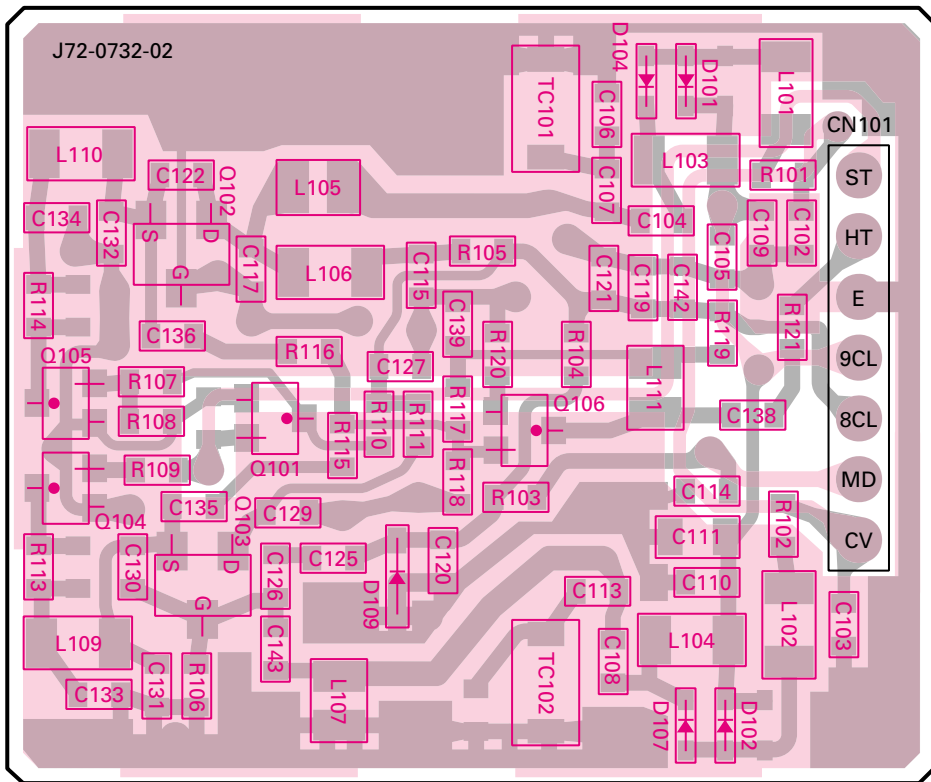 J72-0732-02
D104
D101
TC101
C106
L101
CN101
L110
C122
Q102
L105
L103
R101
ST
C107
C134
C132
S
D
C104
C109
C102
HT
C117
L106
C115
R105
C105
G
C121
C119
C142
E
R114
C136
C139
R120
R104
R119
R121
9CL
Q105
R116
C127
L111
R107
R108
R110
R111
R117
Q106
C138
8CL
Q101
R115
R109
R118
MD
Q104
C135
Q103
C129
R103
C114
R102
C111
CV
R113
C130
S
D
C126
C125
D109
C120
G
C113
C110
L109
C143
C108
L104
L102
C103
C133
C131
R106
L107
TC102
D107
D102